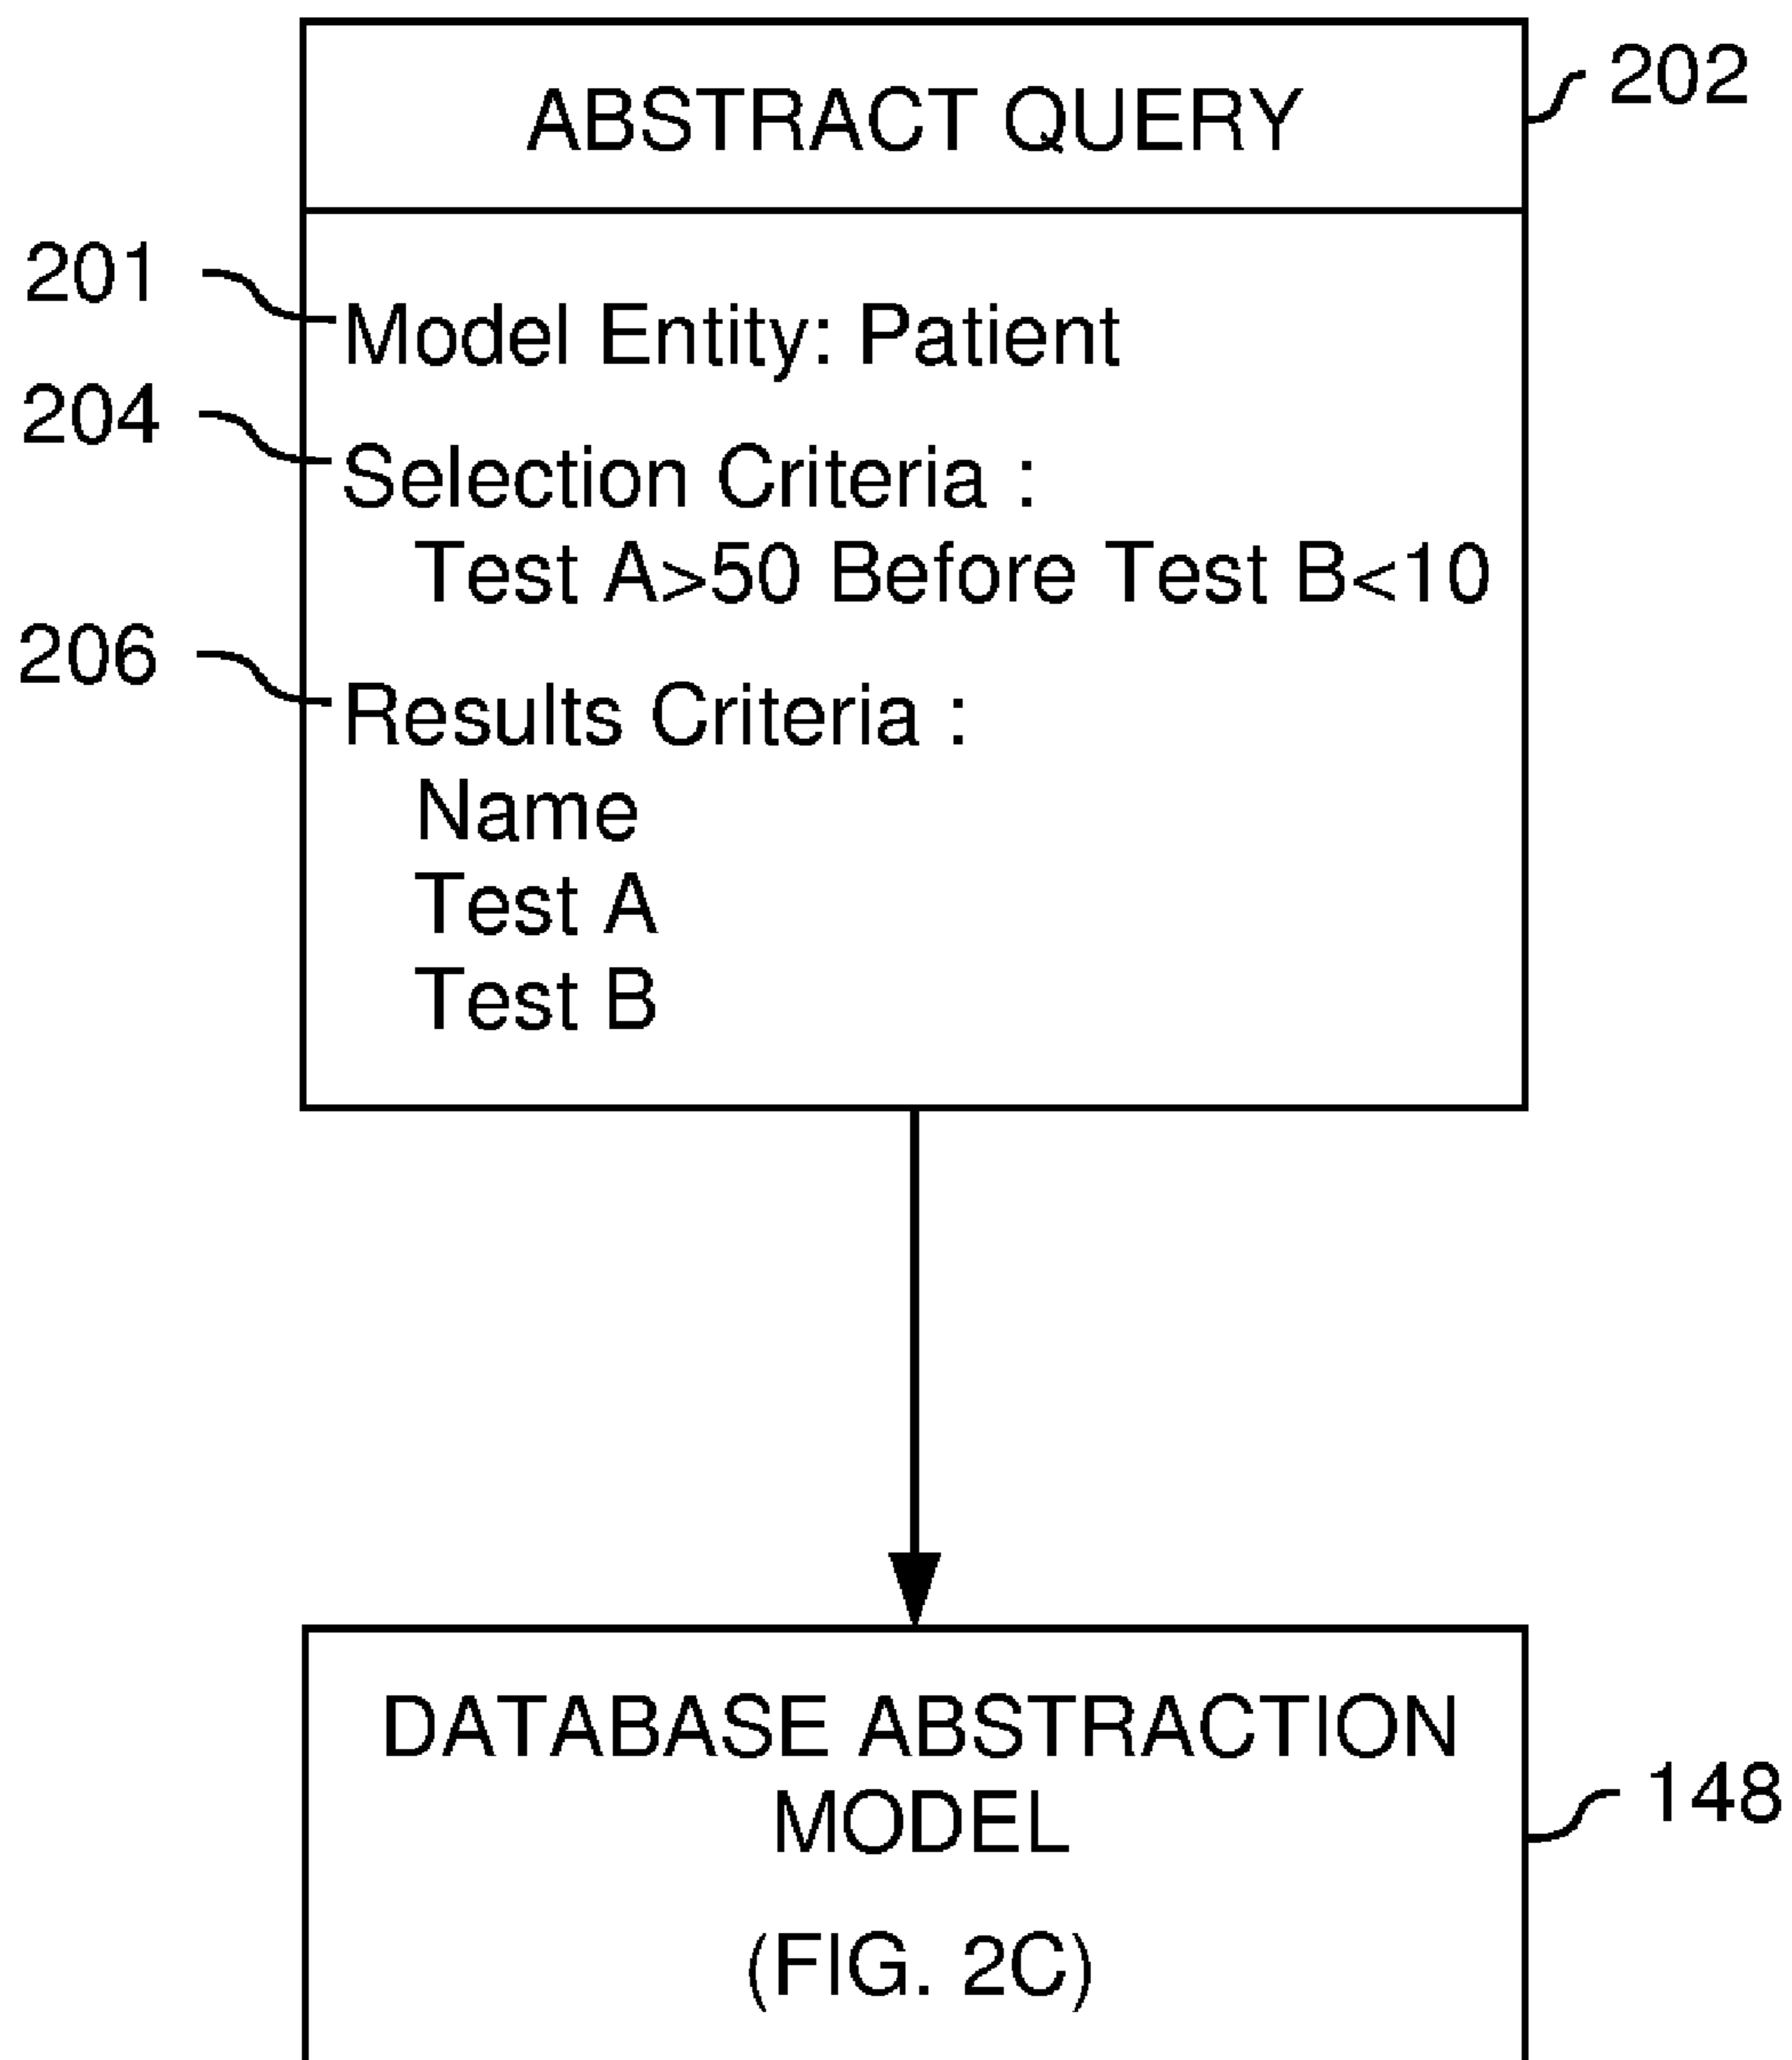 ABSTRACT QUERY
202
201
Model Entity: Patient
204
Selection Criteria :
Test A>50 Before Test B<10
206
Results Criteria :
Name
Test A
Test B
DATABASE ABSTRACTION
MODEL
148
(FIG. 2C)